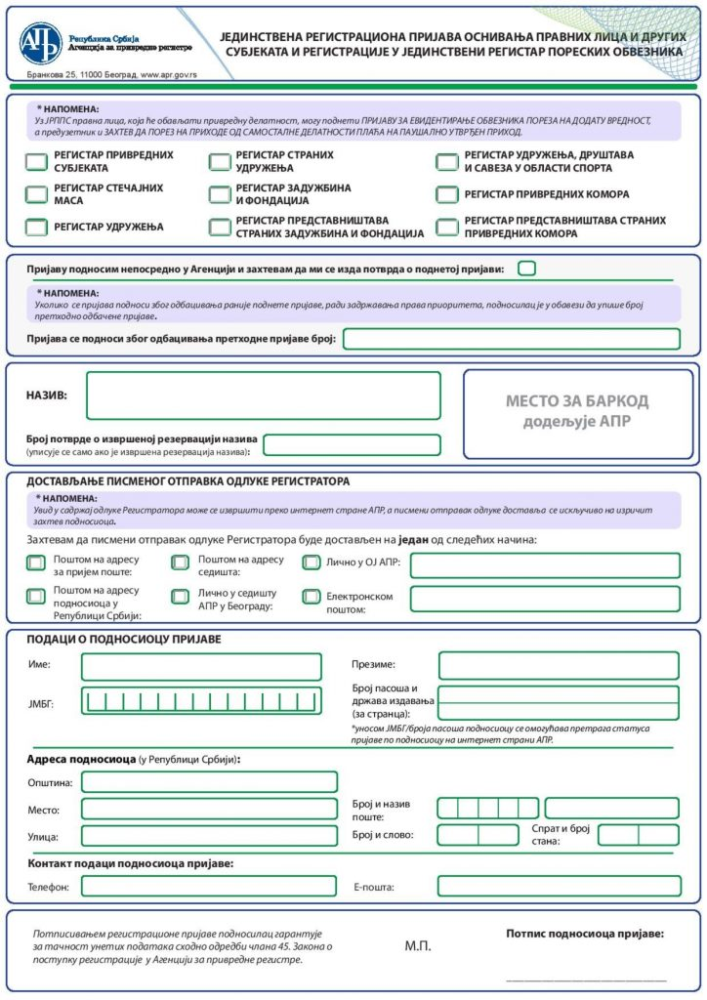 АПР
Република Србија
Агенција за привредне регистре
Бранкова 25, 11000 Београд, www.apr.gov.rs
ЈЕДИНСТВЕНА РЕГИСТРАЦИОНА ПРИЈАВА ОСНИВАЊА ПРАВНИХ ЛИЦА И ДРУГИХ
СУБЈЕКАТА И РЕГИСТРАЦИЈЕ У ЈЕДИНСТВЕНИ РЕГИСТАР ПОРЕСКИХ ОБВЕЗНИКА
* НАПОМЕНА:
Уз ЈРППС правна лица, која ће обављати привредну делатност, могу поднети ПРИЈАВУ ЗА ЕВИДЕНТИРАЊЕ ОБВЕЗНИКА ПОРЕЗА НА ДОДАТУ ВРЕДНОСТ,
а предузетник и ЗАХТЕВ ДА ПОРЕЗ НА ПРИХОДЕ ОД САМОСТАЛНЕ ДЕЛАТНОСТИ ПЛАЋА НА ПАУШАЛНО УТВРЂЕН ПРИХОД.
РЕГИСТАР ПРИВРЕДНИХ
СУБЈЕКАТА
РЕГИСТАР СТРАНИХ
УДРУЖЕЊА
РЕГИСТАР УДРУЖЕЊА, ДРУШТАВА
И САВЕЗА У ОБЛАСТИ СПОРТА
РЕГИСТАР СТЕЧАЈНИХ
МАСА
РЕГИСТАР ЗАДУЖБИНА
И ФОНДАЦИЈА
РЕГИСТАР ПРИВРЕДНИХ КОМОРА
РЕГИСТАР УДРУЖЕЊА
РЕГИСТАР ПРЕДСТАВНИШТАВА
СТРАНИХ ЗАДУЖБИНА И ФОНДАЦИЈА
РЕГИСТАР ПРЕДСТАВНИШТАВА СТРАНИХ
ПРИВРЕДНИХ КОМОРА
Пријаву подносим непосредно у Агенцији и захтевам да ми се изда потврда о поднетој пријави:
* НАПОМЕНА:
Уколико се пријава подноси због одбацивања раније поднете пријаве, ради задржавања права приоритета, подносилац је у обавези да упише број
претходно одбачене пријаве.
Пријава се подноси због одбацивања претходне пријаве број:
НАЗИВ:
МЕСТО ЗА БАРКОД
додељује АПР
Број потврде о извршеној резервацији назива
(уписује се само ако је извршена резервација назива):
ДОСТАВЉАЊЕ ПИСМЕНОГ ОТПРАВКА ОДЛУКЕ РЕГИСТРАТОРА
* НАПОМЕНА:
Увид у садржај одлуке Регистратора може се извршити преко интернет стране АПР, а писмени отправак одлуке доставља се искључиво на изричит
захтев подносиоца.
Захтевам да писмени отправак одлуке Регистратора буде достављен на један од следећих начина:
Поштом на адресу
за пријем поште:
Поштом на адресу
седишта:
Лично у ОЈ АПР:
Поштом на адресу
подносиоца у
Републици Србији:
Лично у седишту
АПР у Београду:
Електронском
поштом:
ПОДАЦИ О ПОДНОСИОЦУ ПРИЈАВЕ
Име:
Презиме:
ЈМБГ:
Број пасоша и
држава издавања
(за странца):
*уносом ЈМБГ/броја пасоша подносиоцу се омогућава претрага статуса
пријаве по подносиоцу на интернет страни АПР.
Адреса подносиоца (у Републици Србији):
Општина:
Место:
Број и назив
поште:
Улица:
Број и слово:
Спрат и број
стана:
Контакт подаци подносиоца пријаве:
Телефон:
Е-пошта:
Потписивањем регистрационе пријаве подносилац гарантује
за тачност унетих података сходно одредби члана 45. Закона о
поступку регистрације у Агенцији за привредне регистре.
М.П.
Потпис подносиоца пријаве: